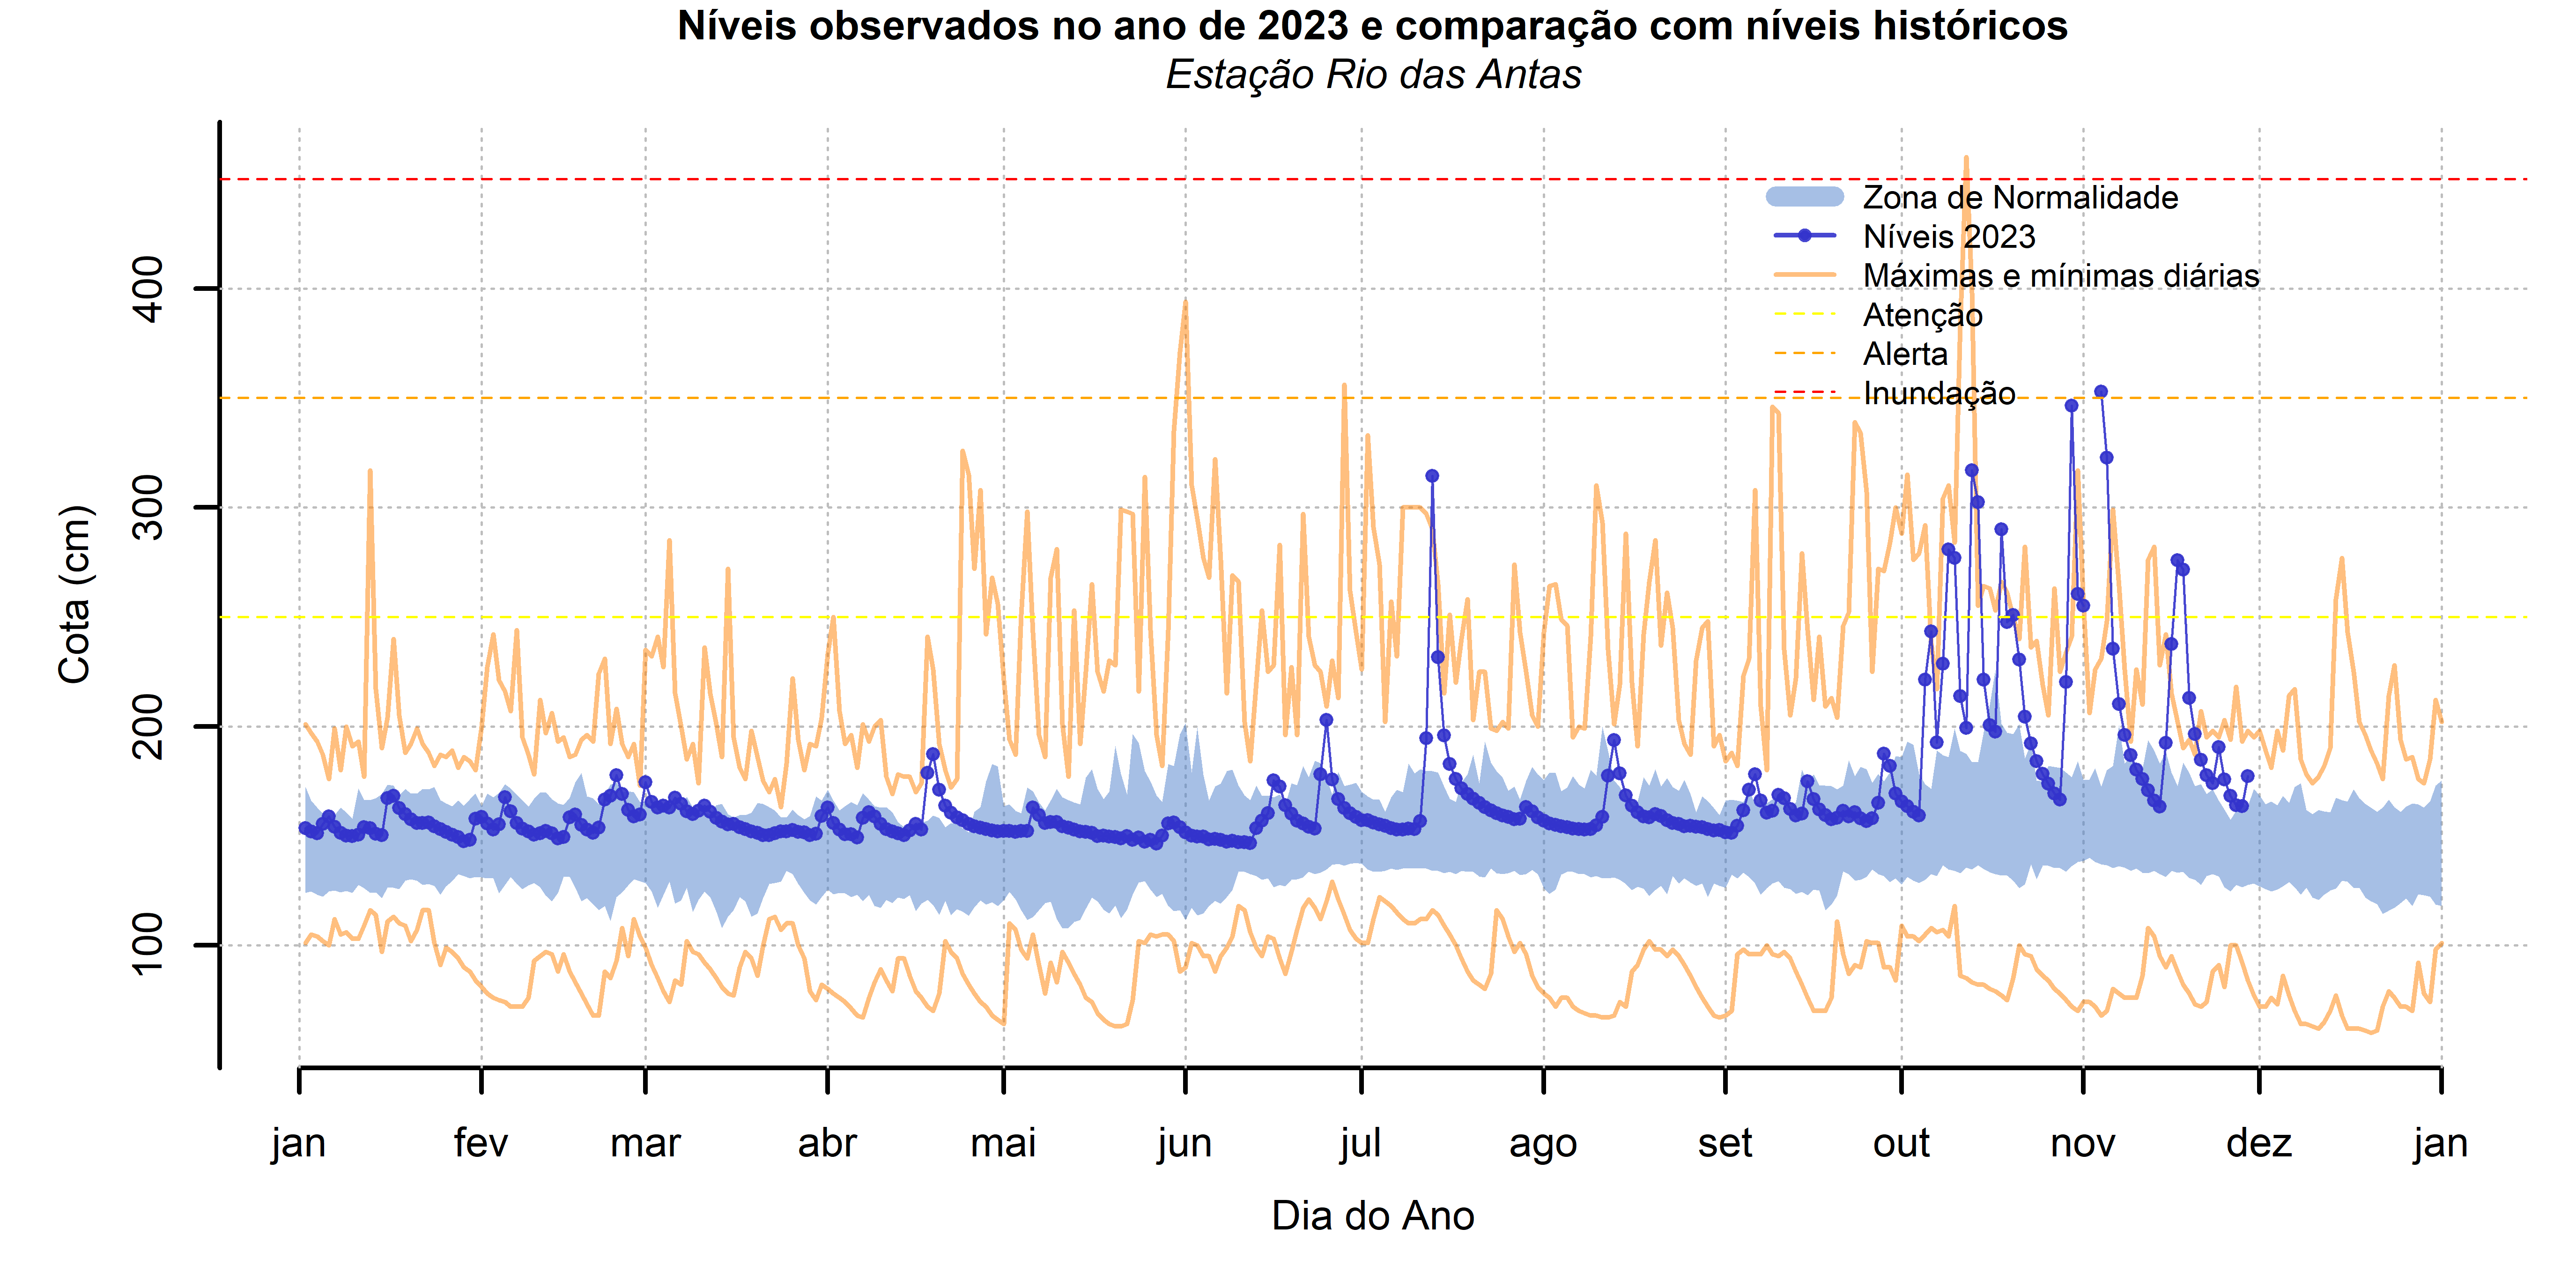 Níveis observados no ano de 2023 e comparação com níveis históricos
Estação Rio das Antas
Cota (cm)
400
300
200
100
Zona de Normalidade
Níveis 2023
Máximas e mínimas diárias
Atenção
Alerta
Inundação
jan fev mar abr mai jun jul ago set out nov dez jan
Dia do Ano